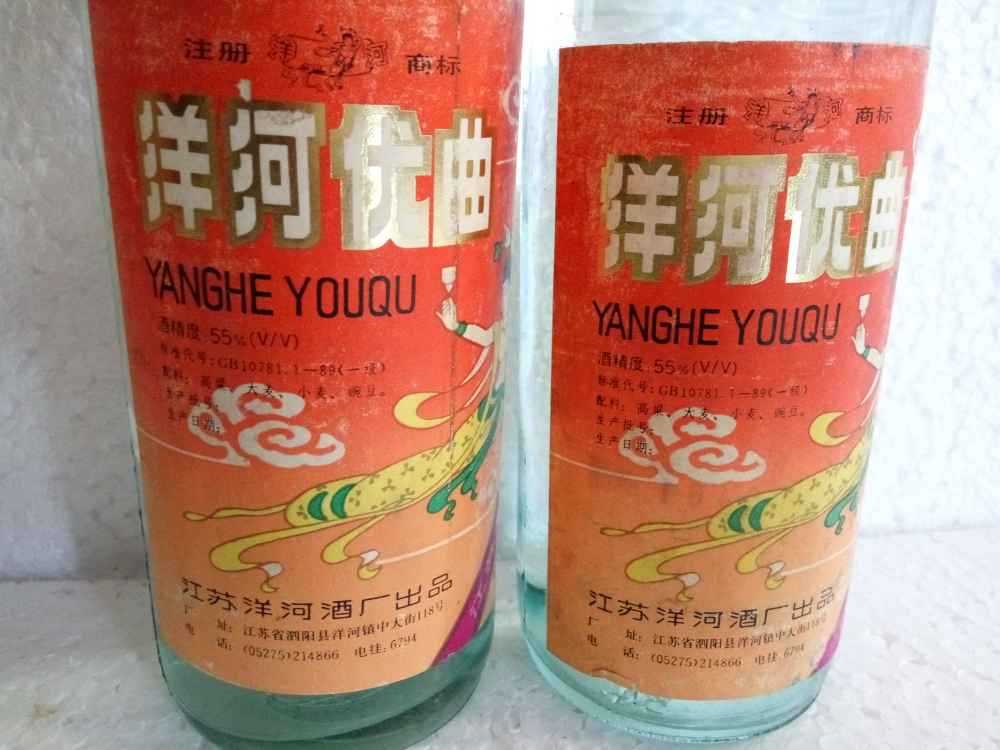 注册 洋河 商标
洋河优曲
YANGHE YOUQU
酒精度:55%(V/V)
标准代号:GB10781.1—89(一级)
配料:高粱、大麦、小麦、豌豆。
生产批号:
生产日期:
江苏洋河酒厂出品
厂 址:江苏省泗阳县洋河镇中大街118号
电 话:(05275)214866 电挂:6794
注册 洋河 商标
洋河优曲
YANGHE YOUQU
酒精度:55%(V/V)
标准代号:GB10781.1—89(一级)
配料:高粱、大麦、小麦、豌豆。
生产批号:
生产日期:
江苏洋河酒厂出品
厂 址:江苏省泗阳县洋河镇中大街118号
电 话:(05275)214866 电挂:6794